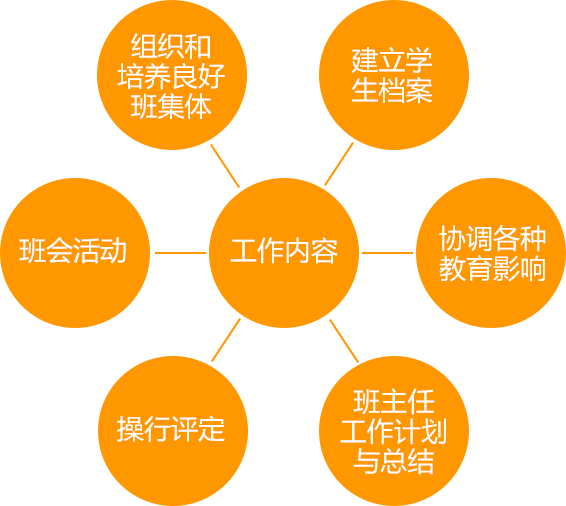 组织和
培养良好
班集体
建立学
生档案
班会活动
工作内容
协调各种
教育影响
操行评定
班主任
工作计划
与总结